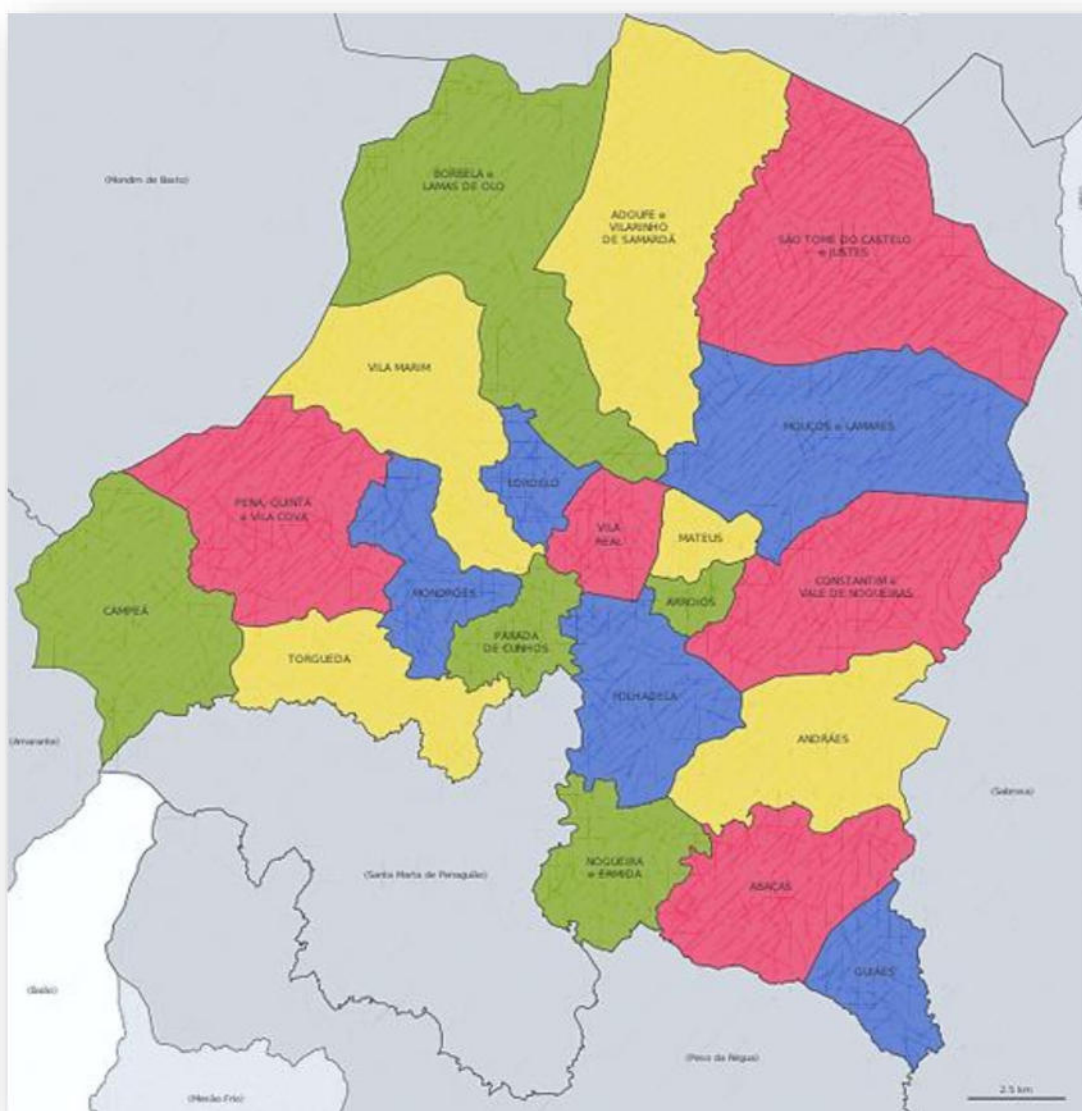 (Mondim de Basto)
BORBELA e
LAMAS DE OLO
ADOUFE e
VILARINHO
DE SAMARDÃ
SÃO TOMÉ DO CASTELO
e JUSTES
VILA MARIM
MOUÇOS e LAMARES
LORDELO
PENA, QUINTÃ
e VILA COVA
VILA
REAL
MATEUS
CONSTANTIM e
VALE DE NOGUEIRAS
MONDRÕES
ARROIOS
CAMPEÃ
PARADA
DE CUNHOS
TORGUEDA
FOLHADELA
ANDRÃES
(Amarante)
(Sabrosa)
NOGUEIRA
e ERMIDA
(Santa Marta de Penaguião)
ABAÇAS
GUIÃES
(Baião)
(Peso da Régua)
(Mesão Frio)
2.5 km